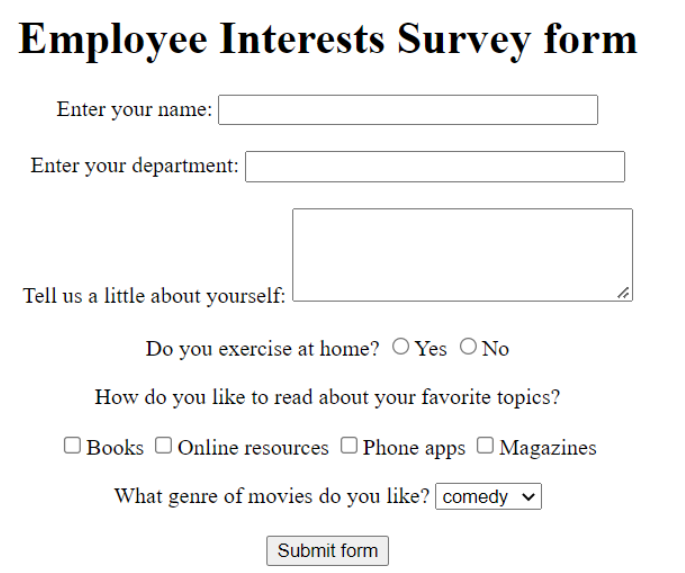 Employee Interests Survey form
Enter your name:
Enter your department:
Tell us a little about yourself:
Do you exercise at home? Yes No
How do you like to read about your favorite topics?
Books Online resources Phone apps Magazines
What genre of movies do you like? comedy
Submit form